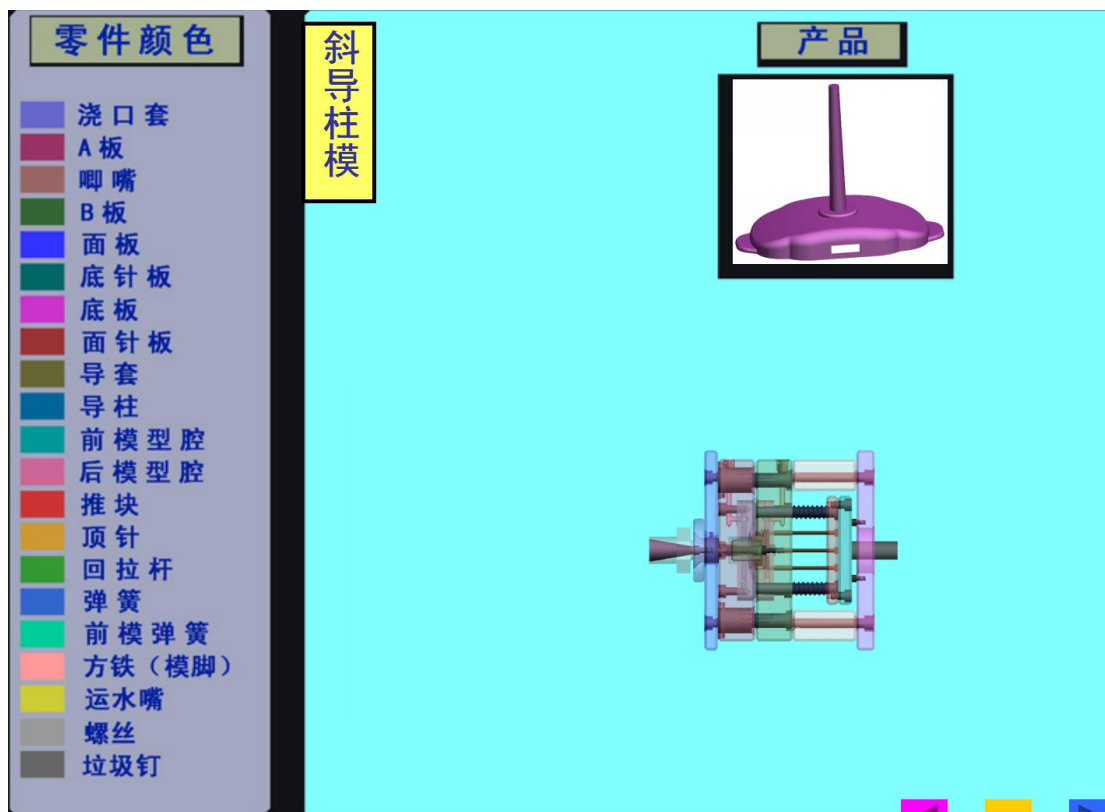 零件颜色
浇口套
A板
唧嘴
B板
面板
底针板
底板
面针板
导套
导柱
前模型腔
后模型腔
推块
顶针
回拉杆
弹簧
前模弹簧
方铁（模脚）
运水嘴
螺丝
垃圾钉
斜导柱模
产品